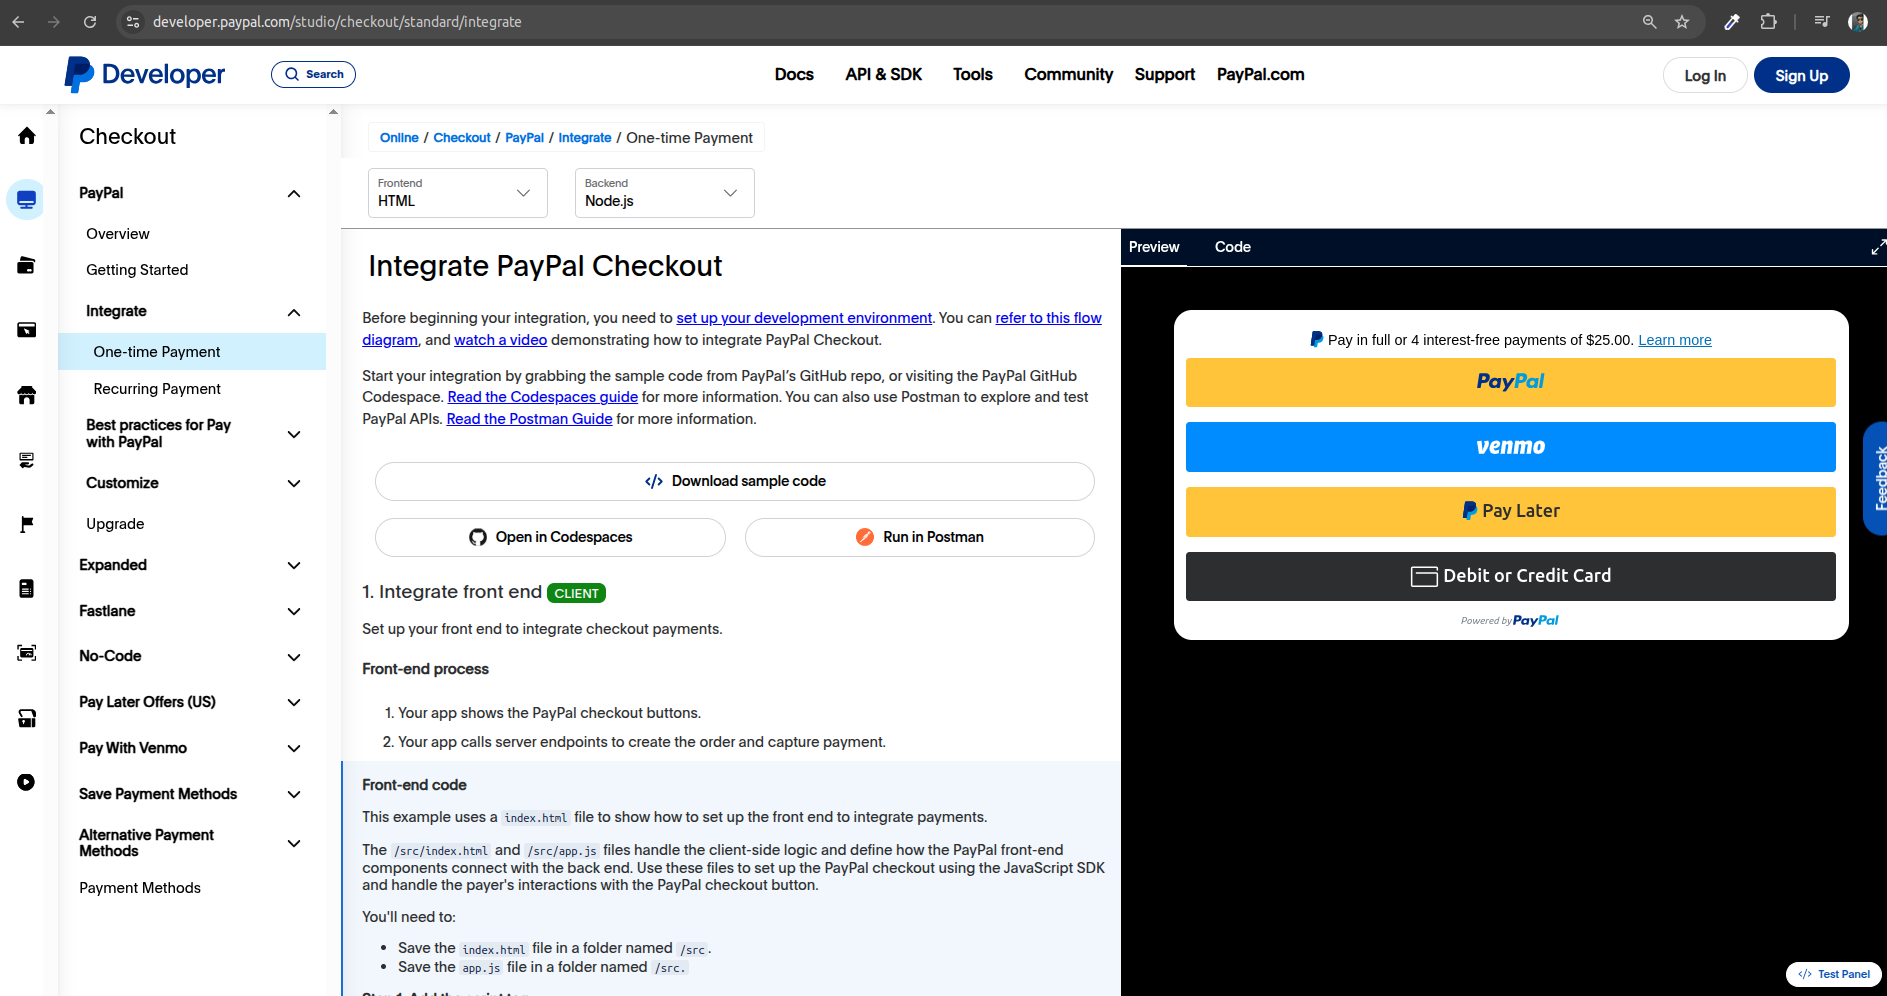 developer.paypal.com/studio/checkout/standard/integrate
Developer
Search
Docs
API & SDK
Tools
Community
Support
PayPal.com
Log In
Sign Up
Checkout
PayPal
Overview
Getting Started
Integrate
One-time Payment
Recurring Payment
Best practices for Pay
with PayPal
Customize
Upgrade
Expanded
Fastlane
No-Code
Pay Later Offers (US)
Pay With Venmo
Save Payment Methods
Alternative Payment
Methods
Payment Methods
Online / Checkout / PayPal / Integrate / One-time Payment
Frontend
HTML
Backend
Node.js
Integrate PayPal Checkout
Before beginning your integration, you need to set up your development environment. You can refer to this flow
diagram, and watch a video demonstrating how to integrate PayPal Checkout.
Start your integration by grabbing the sample code from PayPal’s GitHub repo, or visiting the PayPal GitHub
Codespace. Read the Codespaces guide for more information. You can also use Postman to explore and test
PayPal APIs. Read the Postman Guide for more information.
</> Download sample code
Open in Codespaces
Run in Postman
1. Integrate front end CLIENT
Set up your front end to integrate checkout payments.
Front-end process
1. Your app shows the PayPal checkout buttons.
2. Your app calls server endpoints to create the order and capture payment.
Front-end code
This example uses a index.html file to show how to set up the front end to integrate payments.
The /src/index.html and /src/app.js files handle the client-side logic and define how the PayPal front-end
components connect with the back end. Use these files to set up the PayPal checkout using the JavaScript SDK
and handle the payer's interactions with the PayPal checkout button.
You'll need to:
• Save the index.html file in a folder named /src.
• Save the app.js file in a folder named /src.
Preview
Code
Pay in full or 4 interest-free payments of $25.00. Learn more
PayPal
venmo
Pay Later
Debit or Credit Card
Powered by PayPal
Feedback
</> Test Panel